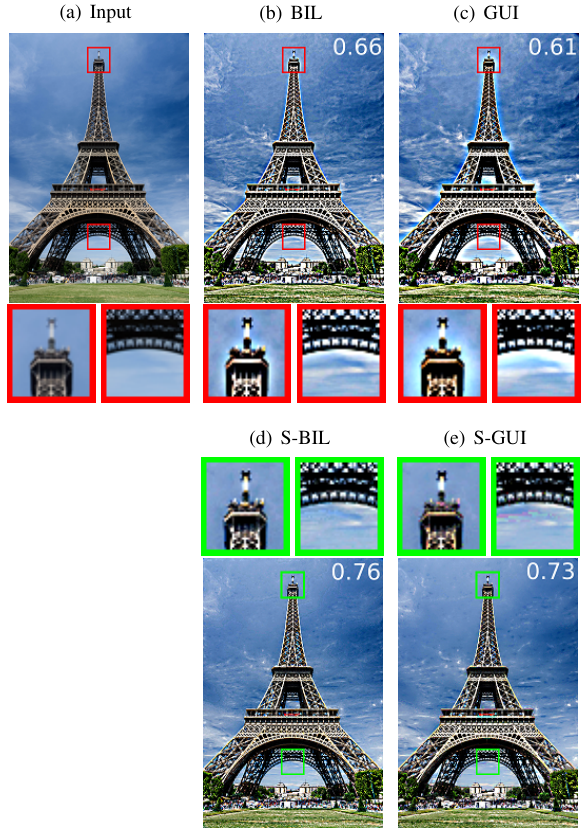 (a) Input
(b) BIL
(c) GUI
0.66
0.61
(d) S-BIL
(e) S-GUI
0.76
0.73